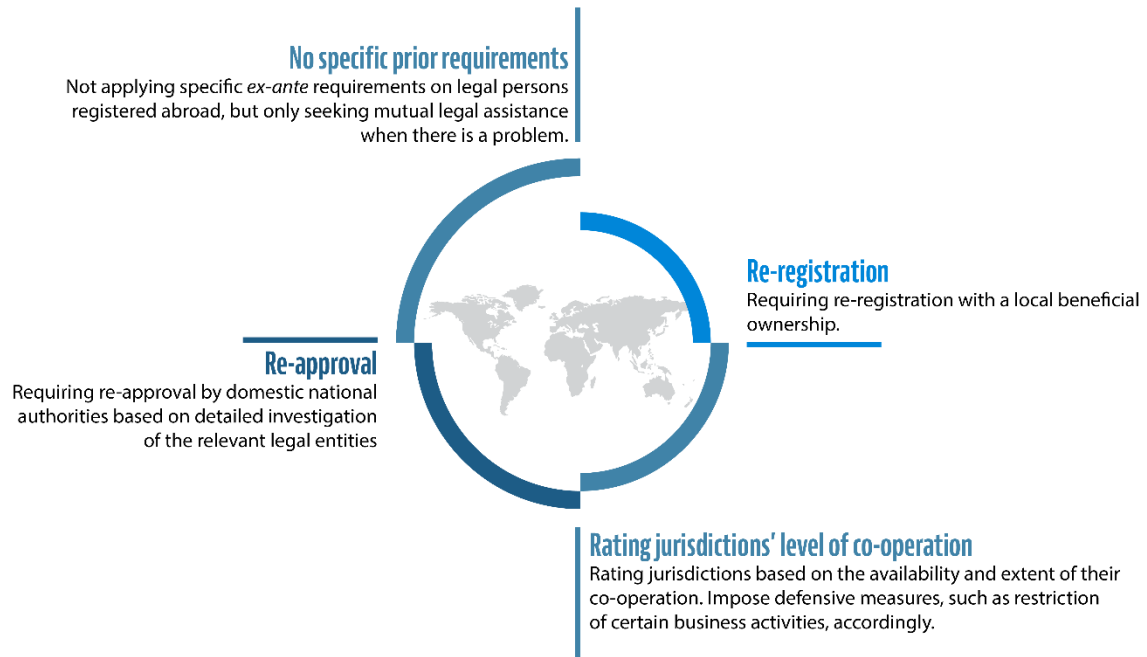 No specific prior requirements
Not applying specific ex-ante requirements on legal persons
registered abroad, but only seeking mutual legal assistance
when there is a problem.
Re-registration
Requiring re-registration with a local beneficial
ownership.
Re-approval
Requiring re-approval by domestic national
authorities based on detailed investigation
of the relevant legal entities
Rating jurisdictions' level of co-operation
Rating jurisdictions based on the availability and extent of their
co-operation. Impose defensive measures, such as restriction
of certain business activities, accordingly.